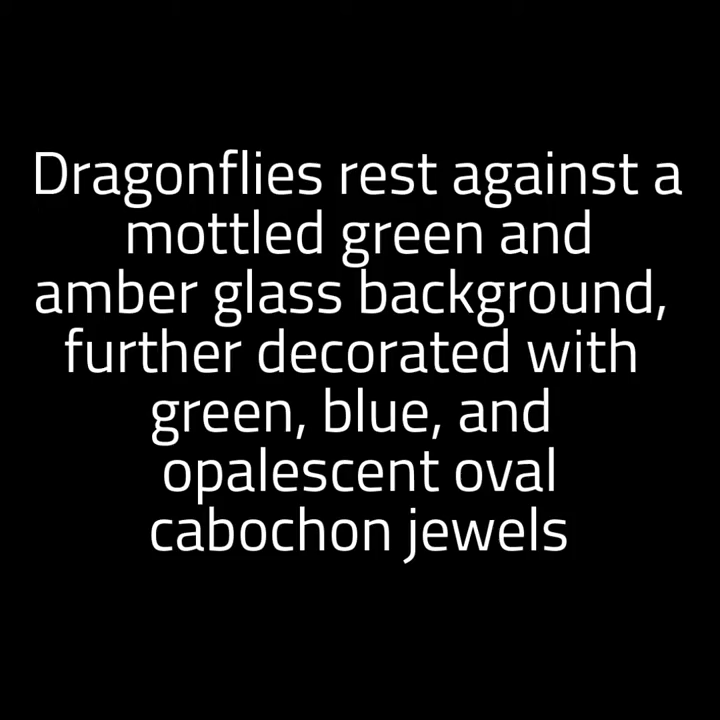 Dragonflies rest against a
mottled green and
amber glass background,
further decorated with
green, blue, and
opalescent oval
cabochon jewels